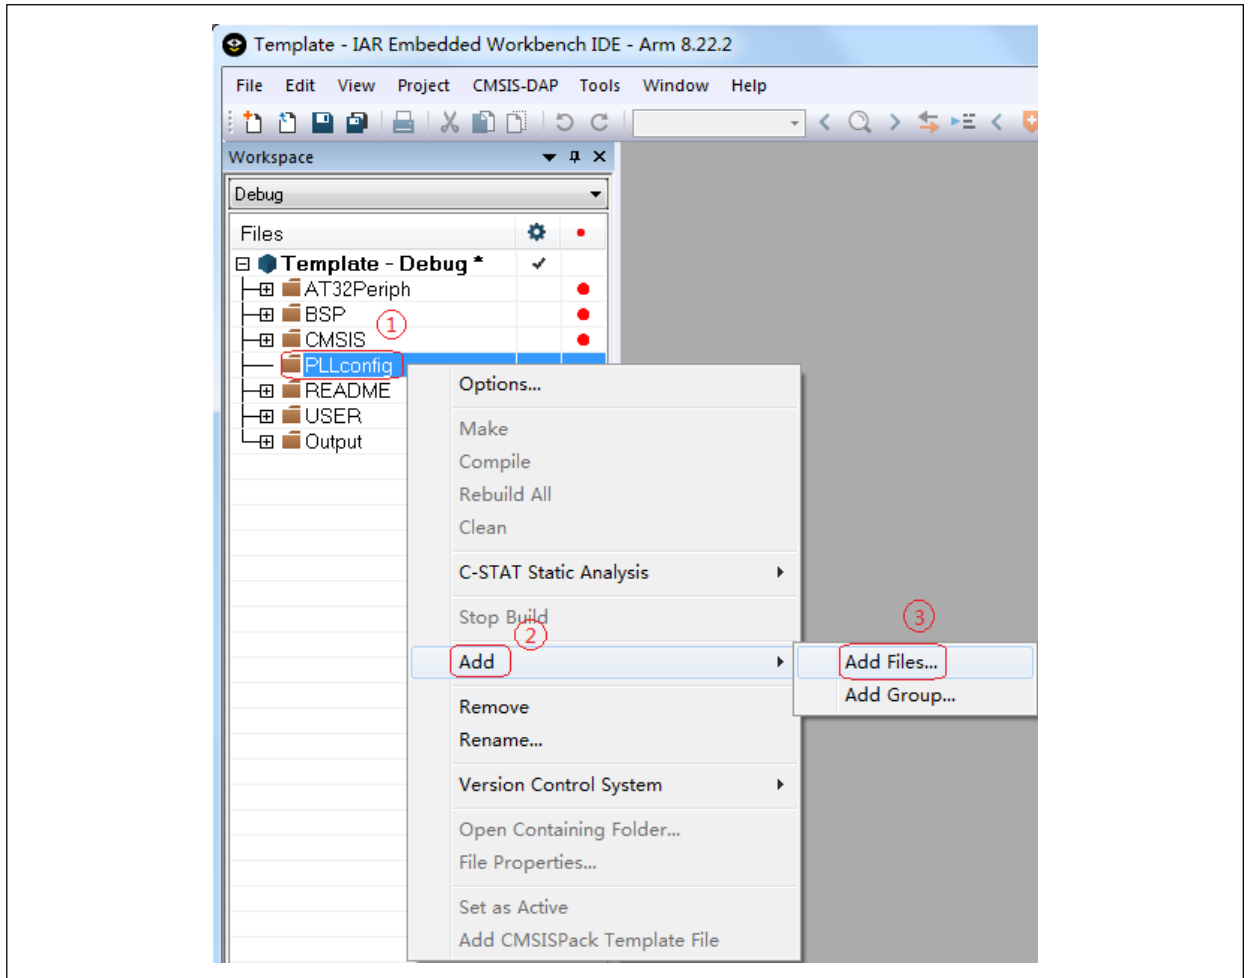 Template - IAR Embedded Workbench IDE - Arm 8.22.2
File Edit View Project CMSIS-DAP Tools Window Help
Workspace
Debug
Files
Template - Debug *
AT32Periph
BSP
①
CMSIS
PLLconfig
README
USER
Output
Options...
Make
Compile
Rebuild All
Clean
C-STAT Static Analysis
Stop Build
②
③
Add
Add Files...
Add Group...
Remove
Rename...
Version Control System
Open Containing Folder...
File Properties...
Set as Active
Add CMSISPack Template File